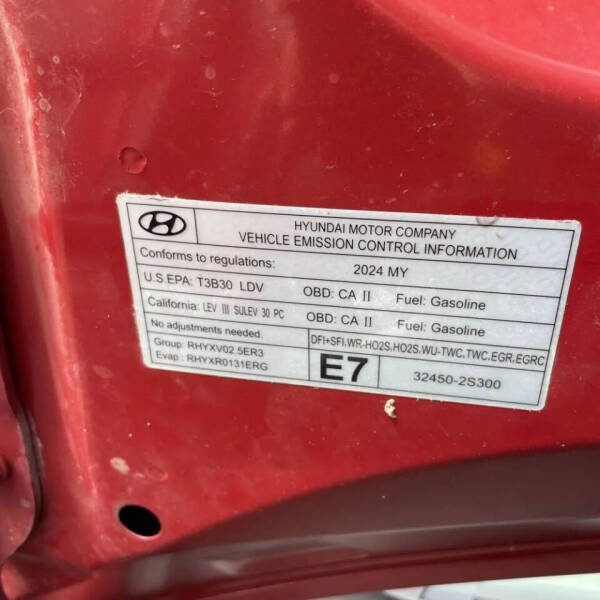 HYUNDAI MOTOR COMPANY
VEHICLE EMISSION CONTROL INFORMATION
Conforms to regulations: 2024 MY
U.S.EPA: T3B30 LDV OBD: CA II Fuel: Gasoline
California: LEV III SULEV 30 PC OBD: CA II Fuel: Gasoline
No adjustments needed. DFI+SFI,WR-HO2S,HO2S,WU-TWC,TWC,EGR,EGRC
Group: RHYXV02.5ER3
Evap: RHYXR0131ERG E7 32450-2S300